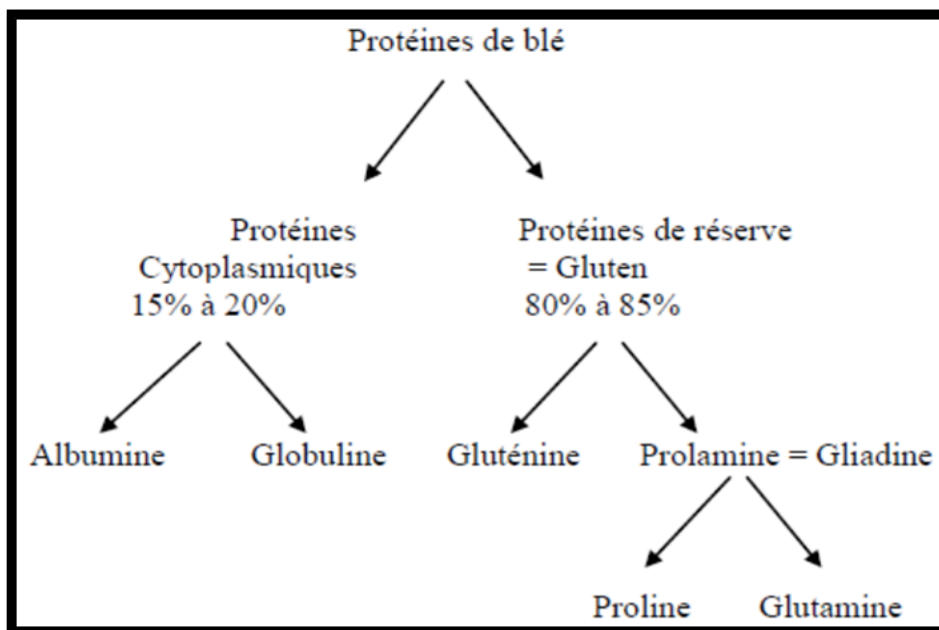 Protéines de blé
Protéines
Cytoplasmiques
15% à 20%
Protéines de réserve
= Gluten
80% à 85%
Albumine
Globuline
Gluténine
Prolamine = Gliadine
Proline
Glutamine